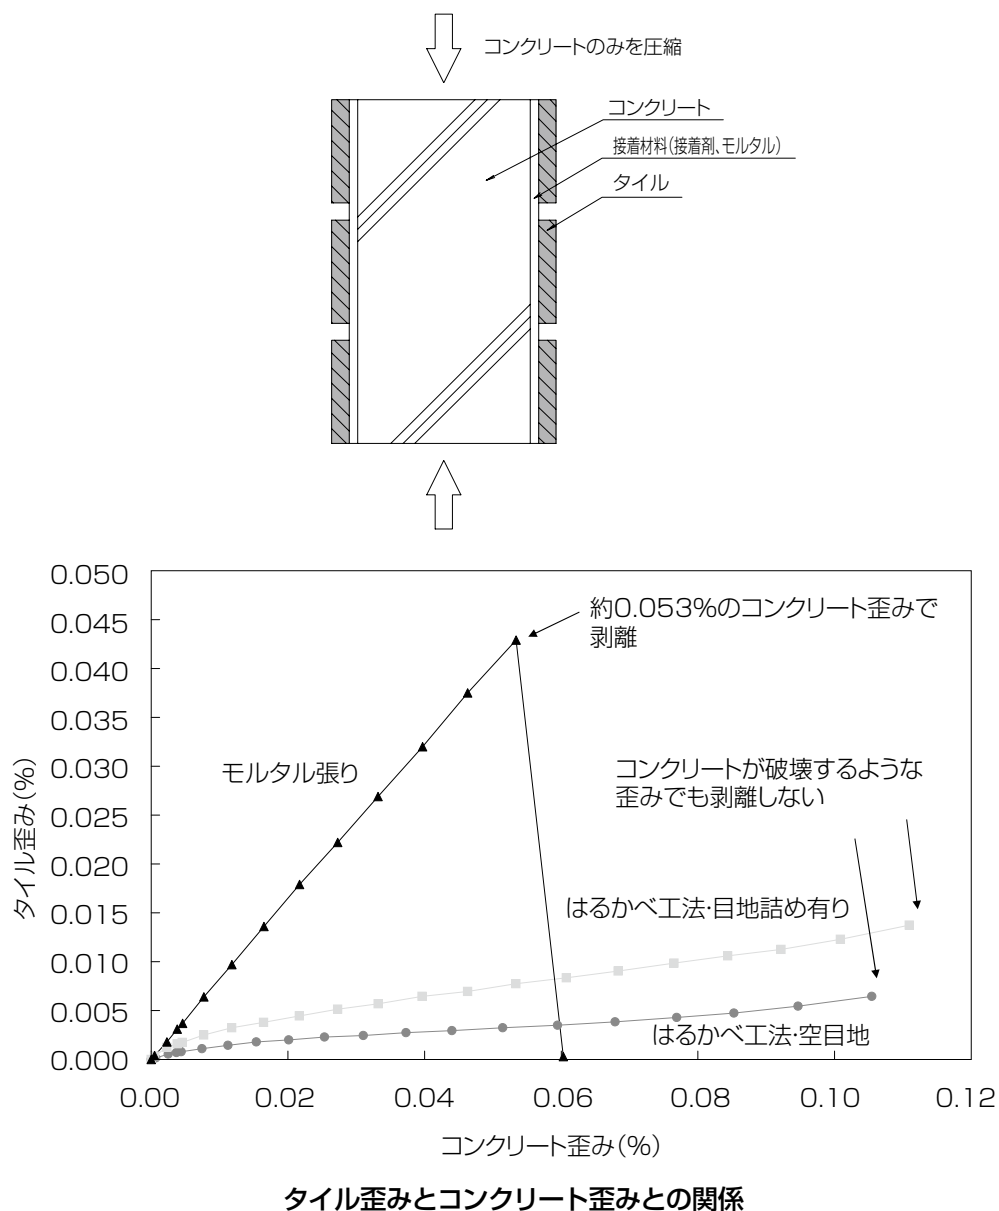 コンクリートのみを圧縮
コンクリート
接着材料(接着剤、モルタル)
タイル
0.050
0.045
0.040
0.035
0.030
0.025
0.020
0.015
0.010
0.005
0.000
タイル歪み(%)
約0.053%のコンクリート歪みで
剥離
モルタル張り
コンクリートが破壊するような
歪みでも剥離しない
はるかべ工法・目地詰め有り
はるかべ工法・空目地
0.00 0.02 0.04 0.06 0.08 0.10 0.12
コンクリート歪み(%)
タイル歪みとコンクリート歪みとの関係